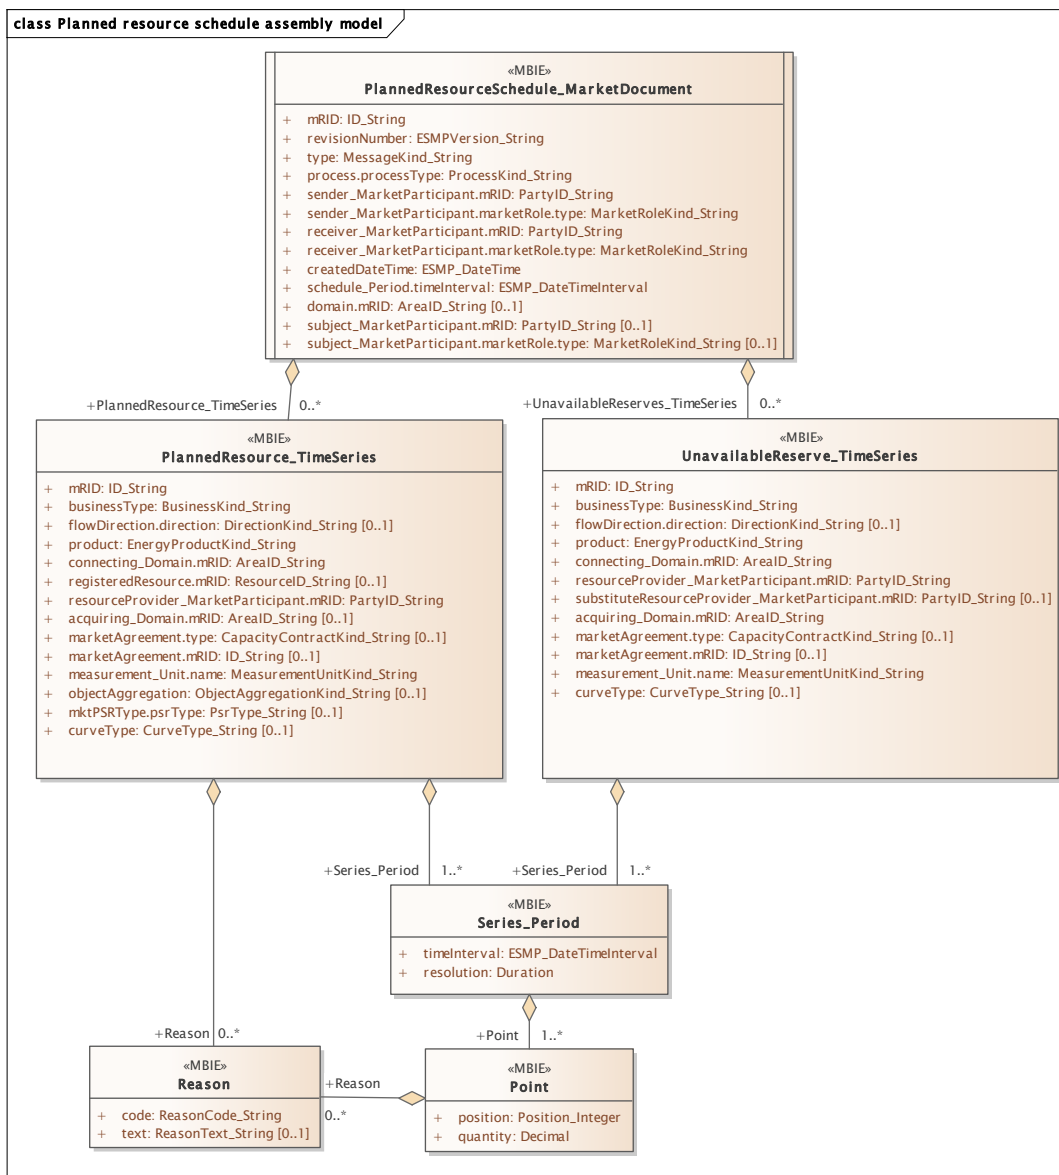 class Planned resource schedule assembly model
«MBIE»
PlannedResourceSchedule_MarketDocument
+ mRID: ID_String
+ revisionNumber: ESMPVersion_String
+ type: MessageKind_String
+ process.processType: ProcessKind_String
+ sender_MarketParticipant.mRID: PartyID_String
+ sender_MarketParticipant.marketRole.type: MarketRoleKind_String
+ receiver_MarketParticipant.mRID: PartyID_String
+ receiver_MarketParticipant.marketRole.type: MarketRoleKind_String
+ createdDateTime: ESMP_DateTime
+ schedule_Period.timeInterval: ESMP_DateTimeInterval
+ domain.mRID: AreaID_String [0..1]
+ subject_MarketParticipant.mRID: PartyID_String [0..1]
+ subject_MarketParticipant.marketRole.type: MarketRoleKind_String [0..1]
+PlannedResource_TimeSeries 0..*
+UnavailableReserves_TimeSeries 0..*
«MBIE»
PlannedResource_TimeSeries
+ mRID: ID_String
+ businessType: BusinessKind_String
+ flowDirection.direction: DirectionKind_String [0..1]
+ product: EnergyProductKind_String
+ connecting_Domain.mRID: AreaID_String
+ registeredResource.mRID: ResourceID_String [0..1]
+ resourceProvider_MarketParticipant.mRID: PartyID_String
+ acquiring_Domain.mRID: AreaID_String [0..1]
+ marketAgreement.type: CapacityContractKind_String [0..1]
+ marketAgreement.mRID: ID_String [0..1]
+ measurement_Unit.name: MeasurementUnitKind_String
+ objectAggregation: ObjectAggregationKind_String [0..1]
+ mktPSRType.psrType: PsrType_String [0..1]
+ curveType: CurveType_String [0..1]
«MBIE»
UnavailableReserve_TimeSeries
+ mRID: ID_String
+ businessType: BusinessKind_String
+ flowDirection.direction: DirectionKind_String [0..1]
+ product: EnergyProductKind_String
+ connecting_Domain.mRID: AreaID_String
+ resourceProvider_MarketParticipant.mRID: PartyID_String
+ substituteResourceProvider_MarketParticipant.mRID: PartyID_String [0..1]
+ acquiring_Domain.mRID: AreaID_String
+ marketAgreement.type: CapacityContractKind_String [0..1]
+ marketAgreement.mRID: ID_String [0..1]
+ measurement_Unit.name: MeasurementUnitKind_String
+ curveType: CurveType_String [0..1]
+Series_Period 1..*
+Series_Period 1..*
«MBIE»
Series_Period
+ timeInterval: ESMP_DateTimeInterval
+ resolution: Duration
+Reason 0..*
+Point 1..*
«MBIE»
Reason
+ code: ReasonCode_String
+ text: ReasonText_String [0..1]
+Reason
0..*
«MBIE»
Point
+ position: Position_Integer
+ quantity: Decimal